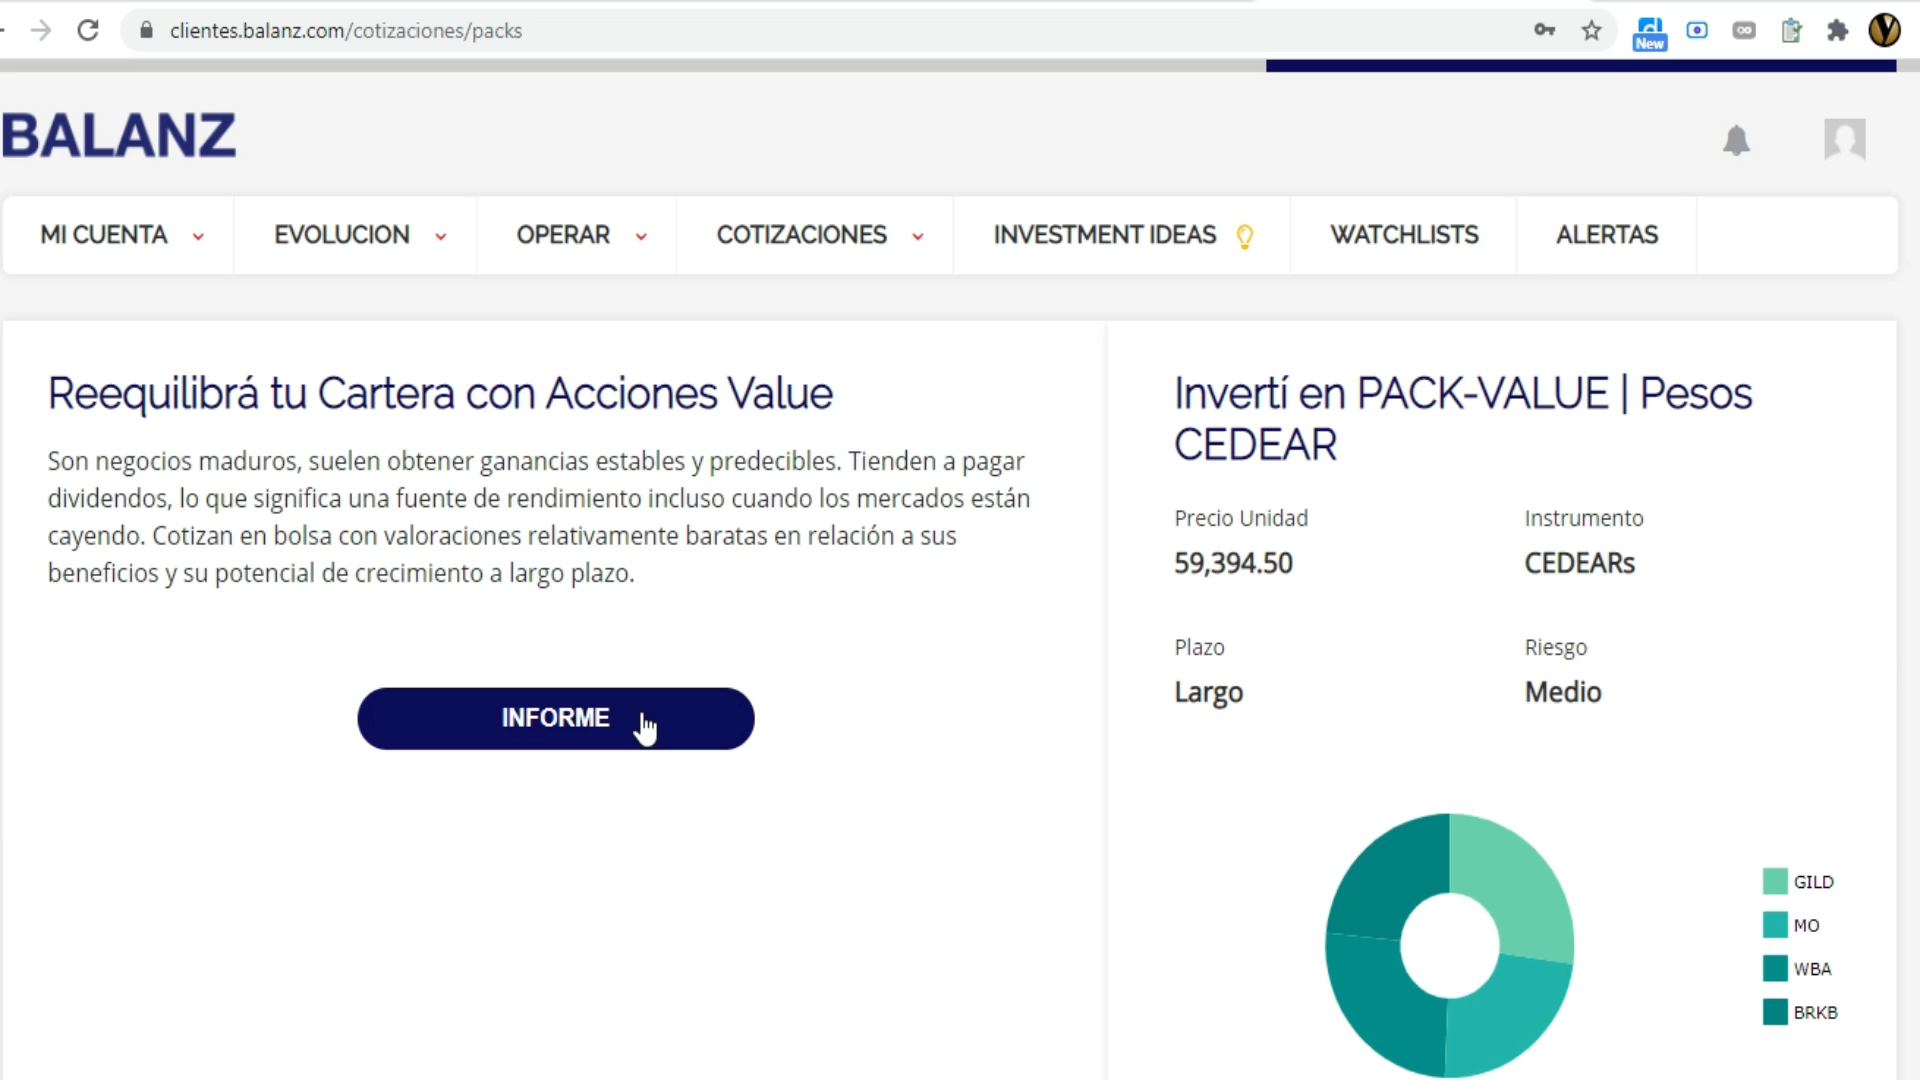 clientes.balanz.com/cotizaciones/packs
New
BALANZ
MI CUENTA
EVOLUCION
OPERAR
COTIZACIONES
INVESTMENT IDEAS
WATCHLISTS
ALERTAS
Reequilibrá tu Cartera con Acciones Value
Son negocios maduros, suelen obtener ganancias estables y predecibles. Tienden a pagar
dividendos, lo que significa una fuente de rendimiento incluso cuando los mercados están
cayendo. Cotizan en bolsa con valoraciones relativamente baratas en relación a sus
beneficios y su potencial de crecimiento a largo plazo.
INFORME
Invertí en PACK-VALUE | Pesos
CEDEAR
Precio Unidad
59,394.50
Instrumento
CEDEARs
Plazo
Largo
Riesgo
Medio
GILD
MO
WBA
BRKB